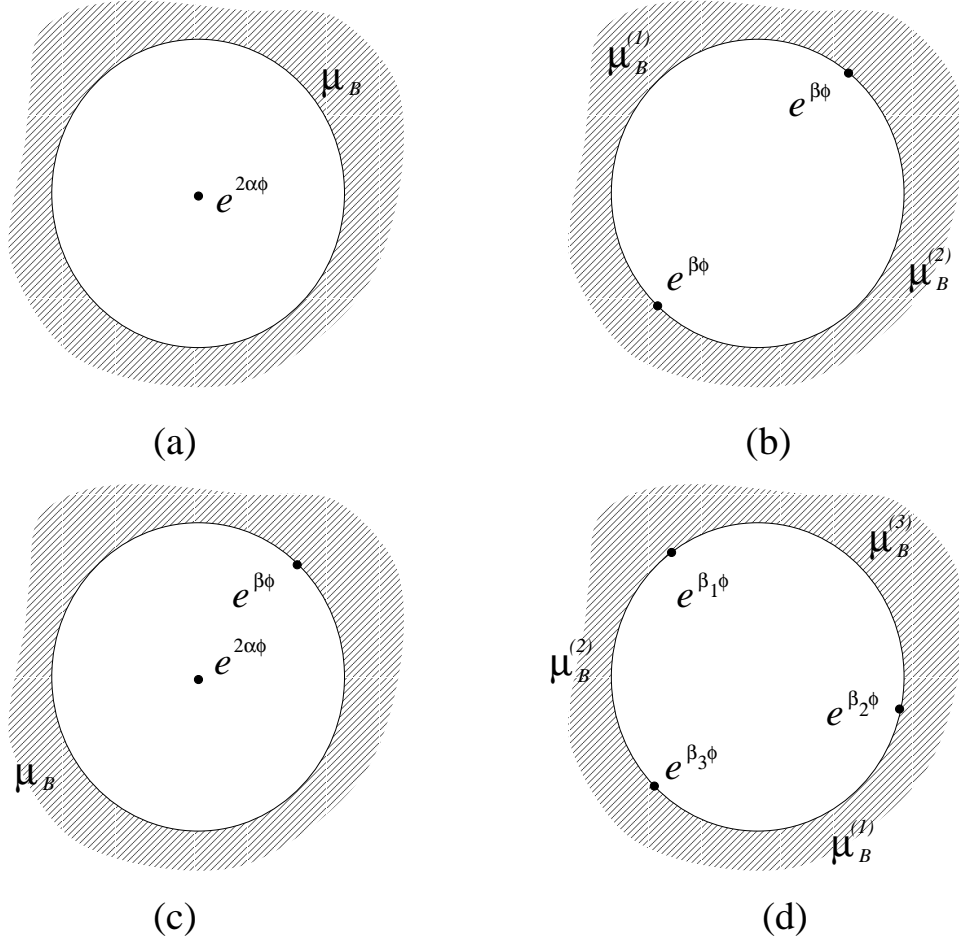 μ_B
e^{2αϕ}
(a)
μ_B^{(1)}
e^{βϕ}
e^{βϕ}
μ_B^{(2)}
(b)
e^{βϕ}
e^{2αϕ}
μ_B
(c)
μ_B^{(3)}
e^{β_1ϕ}
μ_B^{(2)}
e^{β_2ϕ}
e^{β_3ϕ}
μ_B^{(1)}
(d)